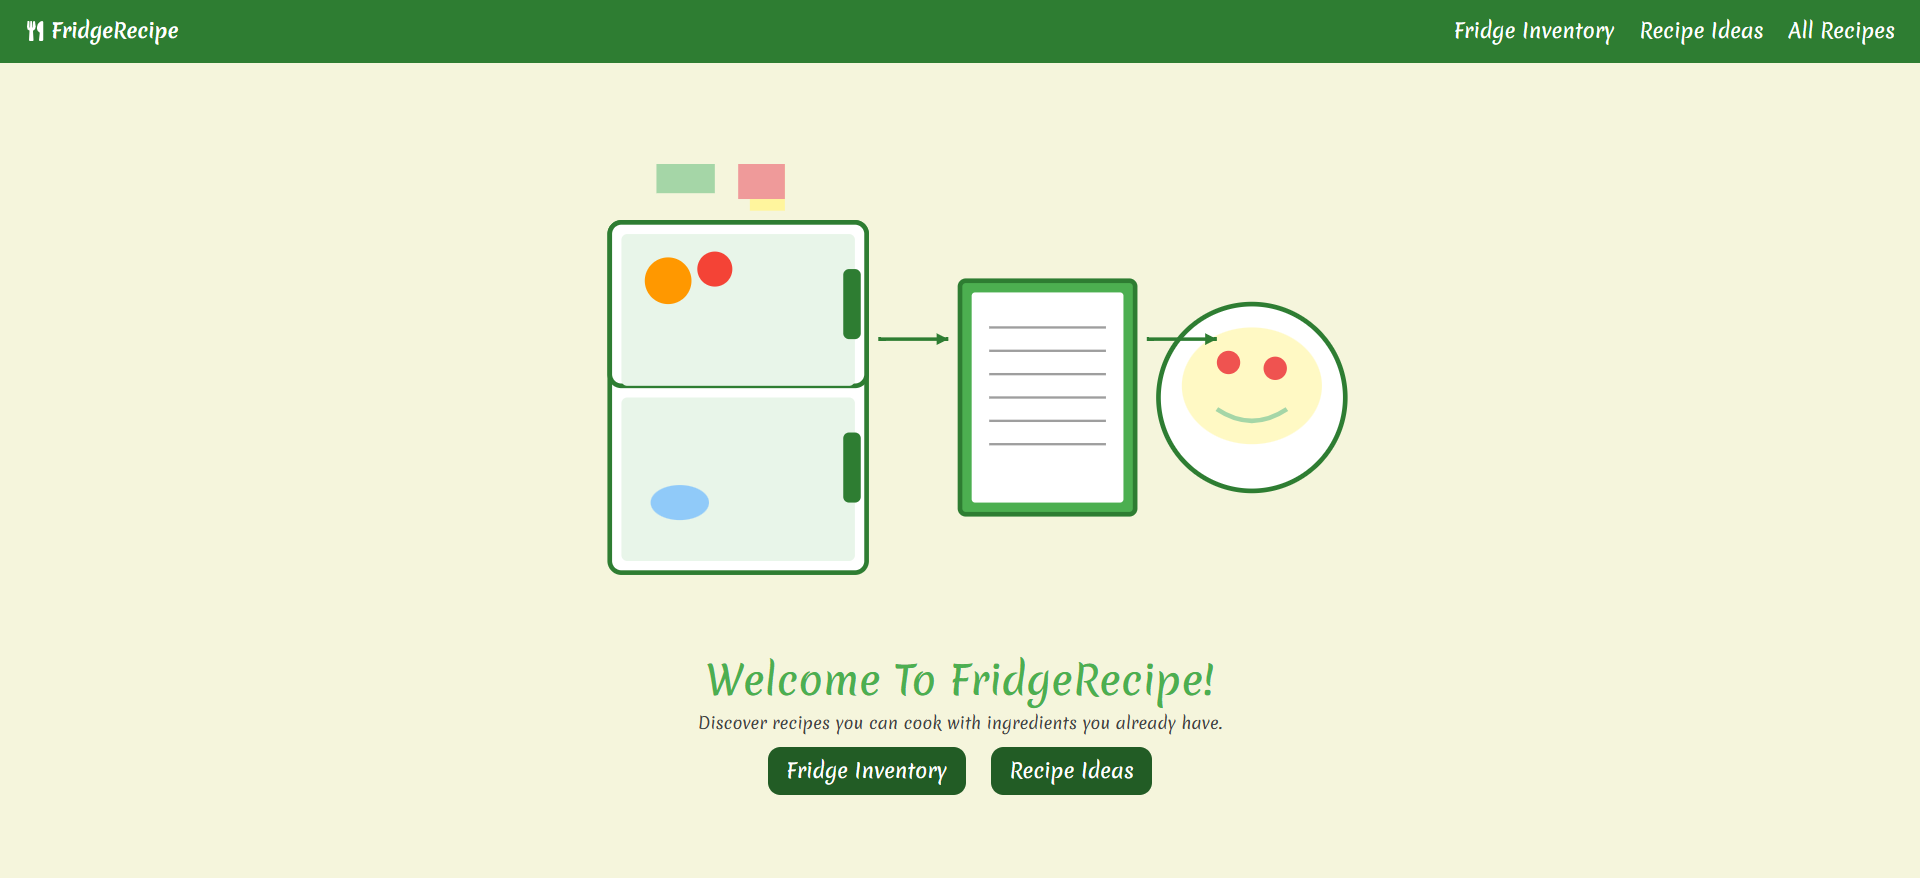 FridgeRecipe
Fridge Inventory Recipe Ideas All Recipes
Welcome To FridgeRecipe!
Discover recipes you can cook with ingredients you already have.
Fridge Inventory Recipe Ideas